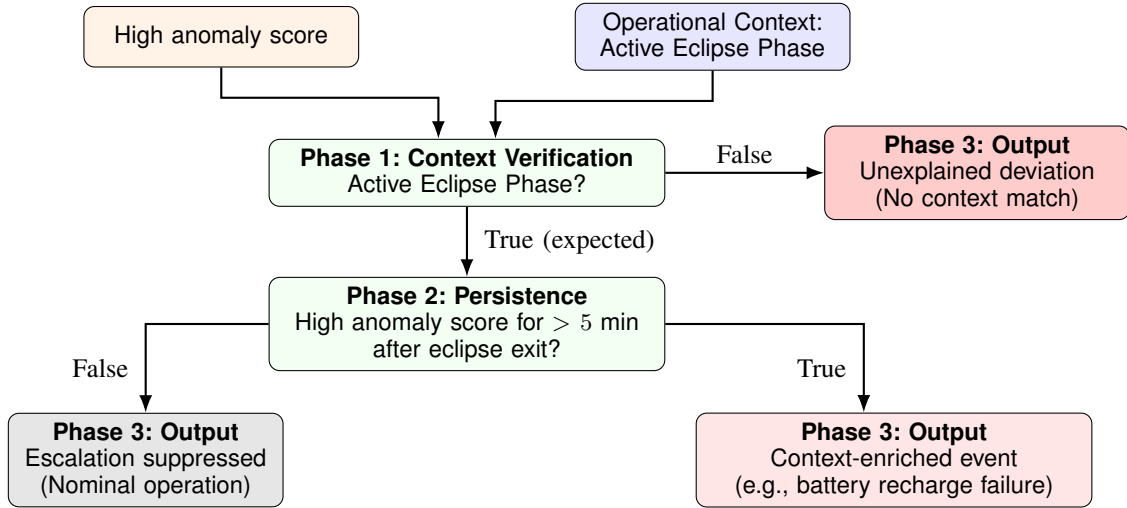 High anomaly score
Operational Context:
Active Eclipse Phase
Phase 1: Context Verification
Active Eclipse Phase?
False
Phase 3: Output
Unexplained deviation
(No context match)
True (expected)
Phase 2: Persistence
High anomaly score for > 5 min
after eclipse exit?
False
True
Phase 3: Output
Escalation suppressed
(Nominal operation)
Phase 3: Output
Context-enriched event
(e.g., battery recharge failure)